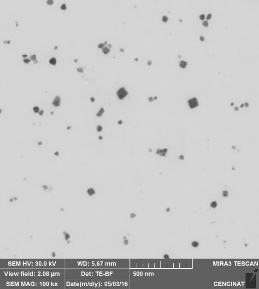 SEM HV: 30.0 kV WD: 5.67 mm MIRA3 TESCAN
View field: 2.08 µm Det: TE-BF 500 nm
SEM MAG: 100 kx Date(m/d/y): 05/03/16 CENCINAT